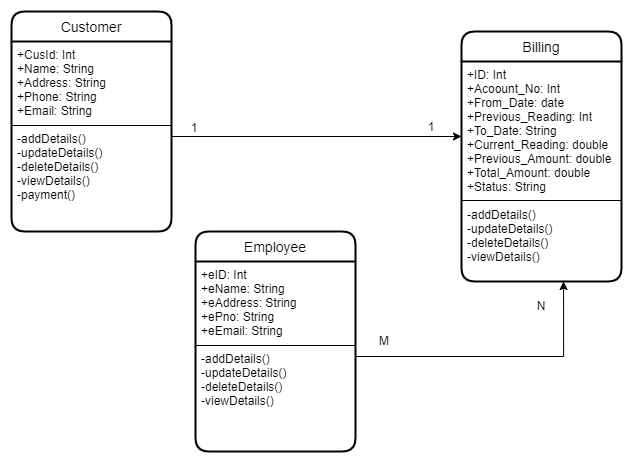 Customer
+CusId: Int
+Name: String
+Address: String
+Phone: String
+Email: String
-addDetails()
-updateDetails()
-deleteDetails()
-viewDetails()
-payment()
1
1
Billing
+ID: Int
+Acoount_No: Int
+From_Date: date
+Previous_Reading: Int
+To_Date: String
+Current_Reading: double
+Previous_Amount: double
+Total_Amount: double
+Status: String
-addDetails()
-updateDetails()
-deleteDetails()
-viewDetails()
Employee
+eID: Int
+eName: String
+eAddress: String
+ePno: String
+eEmail: String
-addDetails()
-updateDetails()
-deleteDetails()
-viewDetails()
M
N